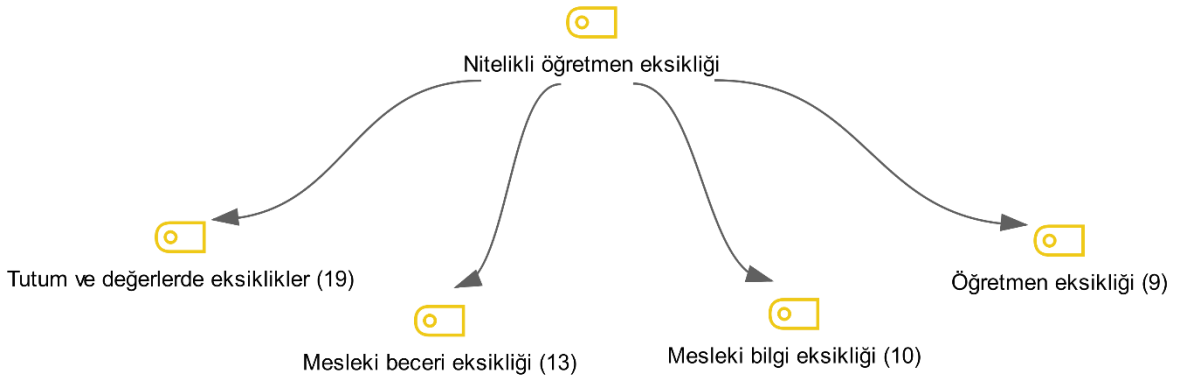 Nitelikli öğretmen eksikliği
Tutum ve değerlerde eksiklikler (19)
Mesleki beceri eksikliği (13)
Mesleki bilgi eksikliği (10)
Öğretmen eksikliği (9)